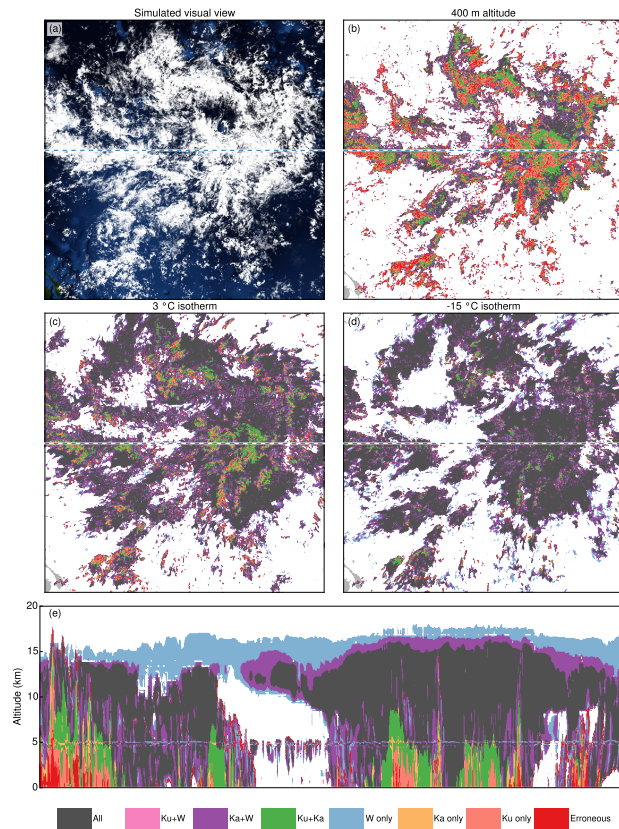 Simulated visual view
400 m altitude
(a)
(b)
3 °C isotherm
-15 °C isotherm
(c)
(d)
(e)
20
15
10
5
0
Altitude (km)
All
Ku+W
Ka+W
Ku+Ka
W only
Ka only
Ku only
Erroneous